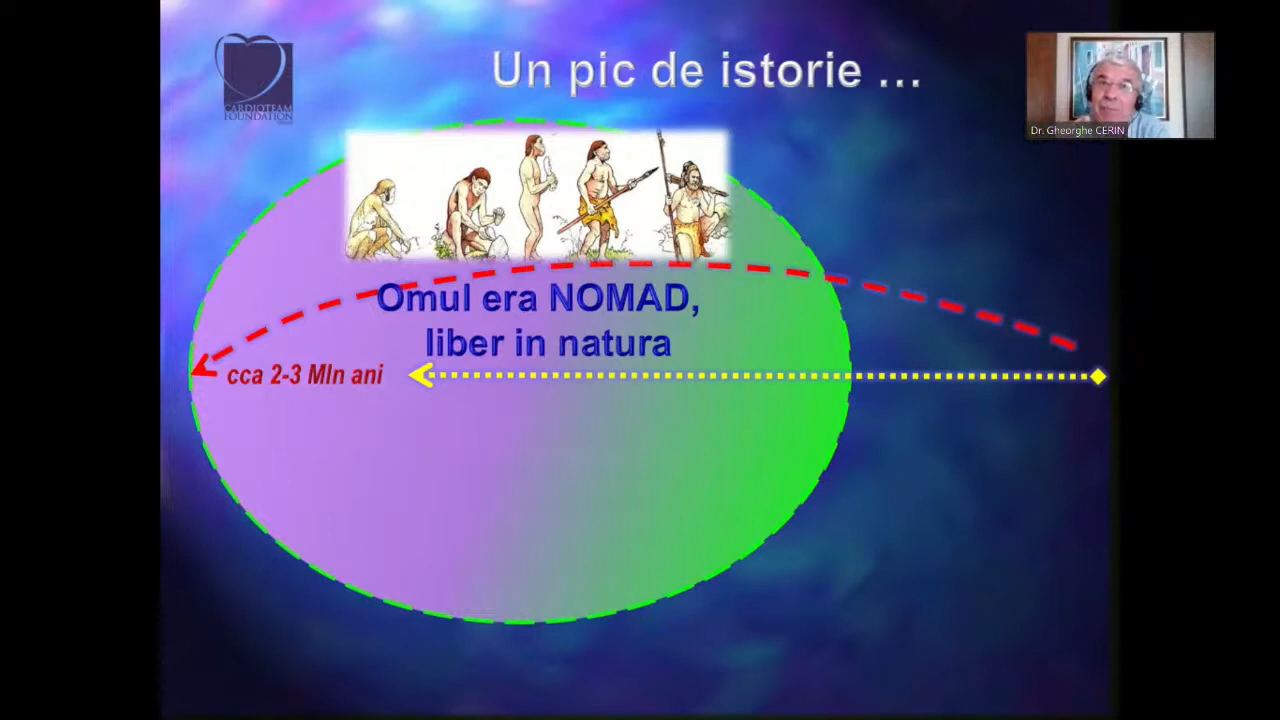 CARDIOTEAM
FOUNDATION
Un pic de istorie ...
Dr. Gheorghe CERIN
Omul era NOMAD,
liber in natura
cca 2-3 Mln ani